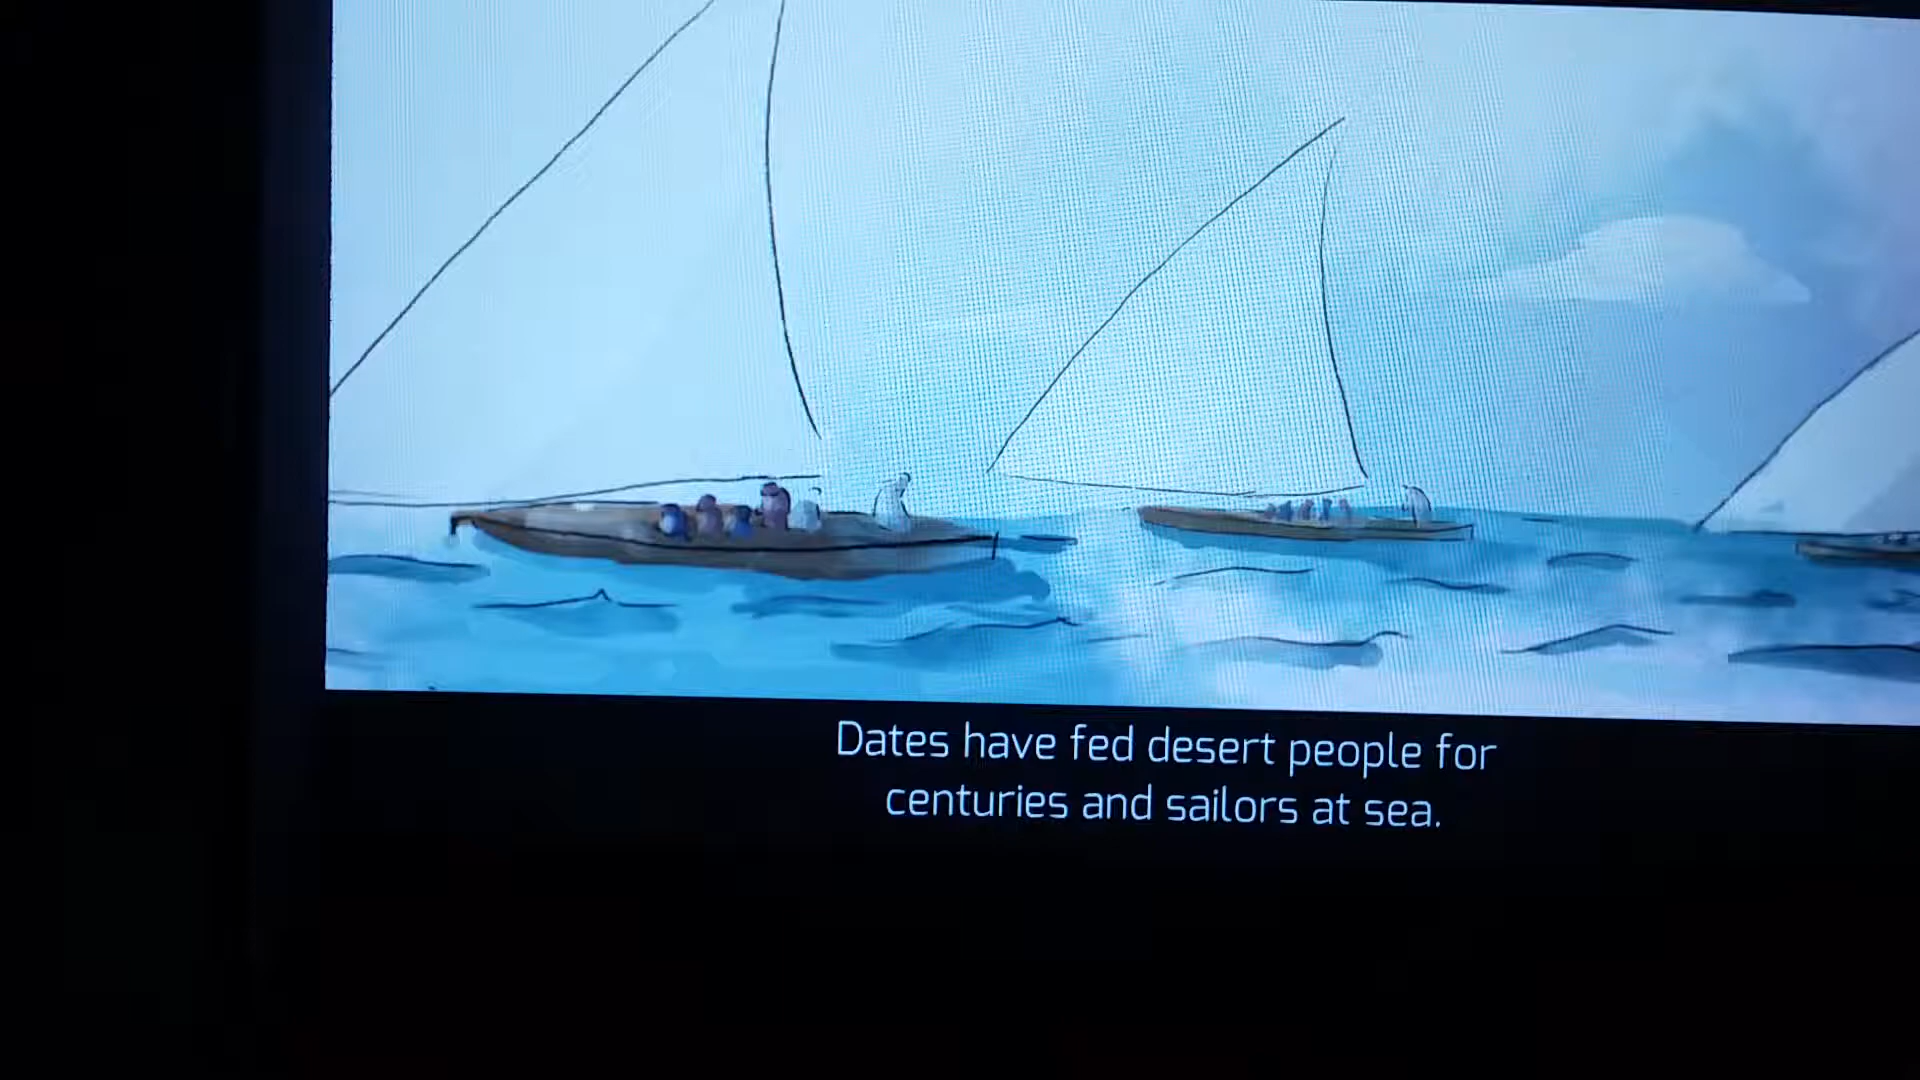 Dates have fed desert people for
centuries and sailors at sea.